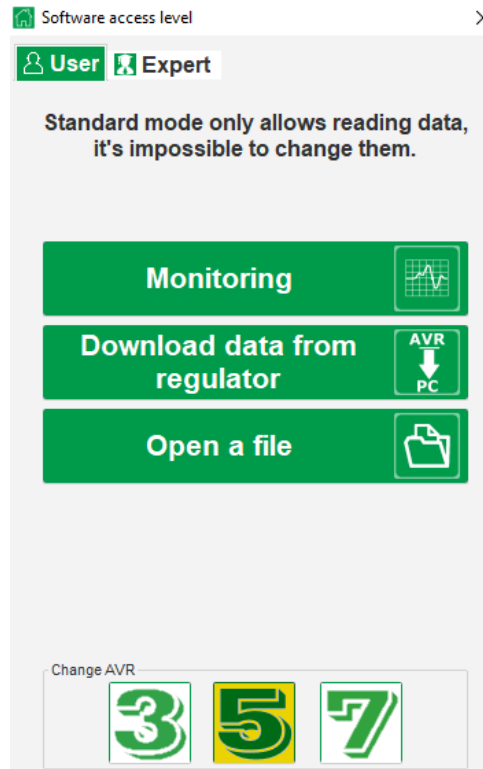 Software access level
User Expert
Standard mode only allows reading data,
it's impossible to change them.
Monitoring
Download data from
regulator
AVR
PC
Open a file
Change AVR
3 5 7